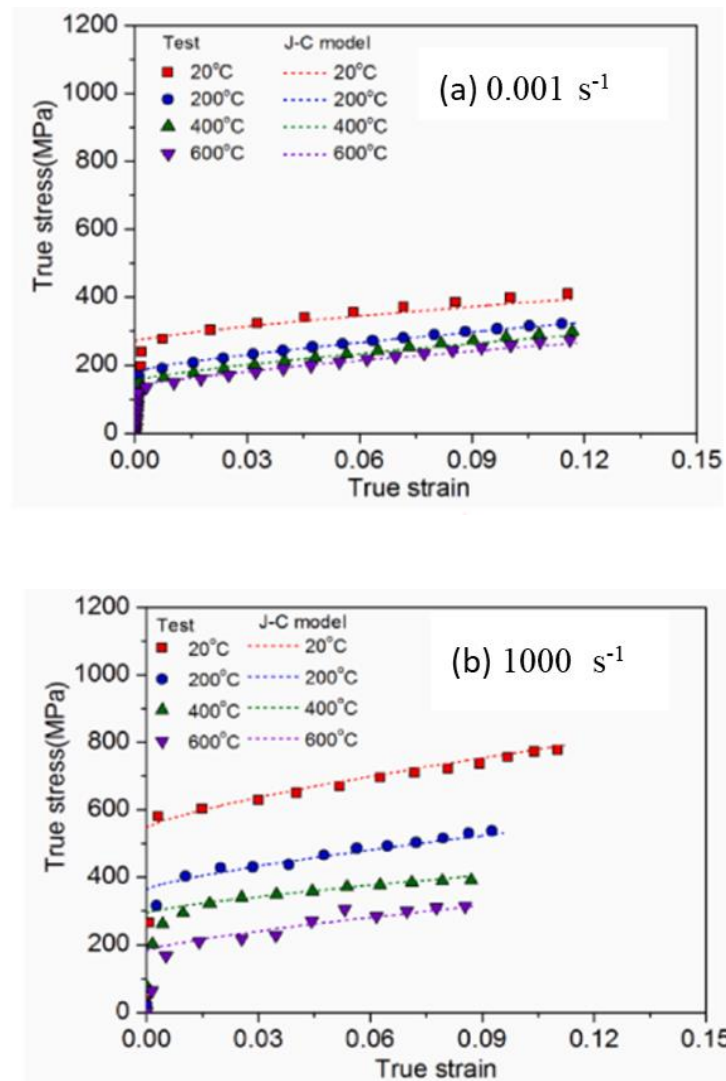 1200
1000
800
600
400
200
0
True stress(MPa)
Test J-C model
20°C 20°C
200°C 200°C
400°C 400°C
600°C 600°C
(a) 0.001 s-1
0.00 0.03 0.06 0.09 0.12 0.15
True strain
1200
1000
800
600
400
200
0
True stress(MPa)
Test J-C model
20°C 20°C
200°C 200°C
400°C 400°C
600°C 600°C
(b) 1000 s-1
0.00 0.03 0.06 0.09 0.12 0.15
True strain